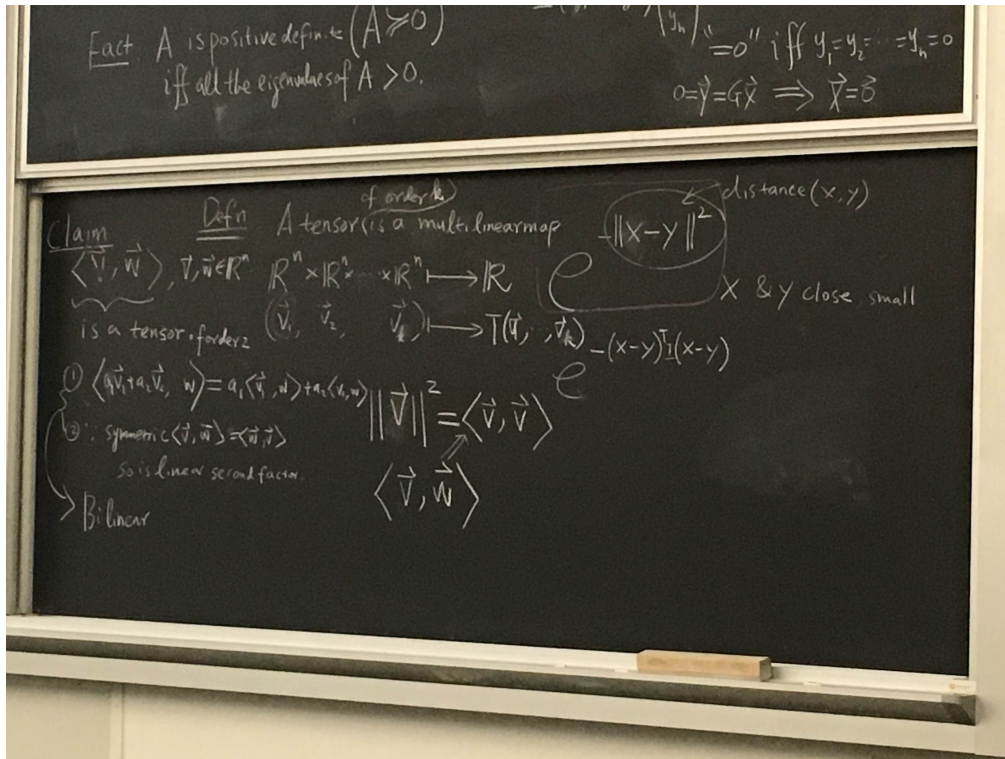 Fact A is positive definite (A ⩾ 0)
iff all the eigenvalues of A > 0.
"=0" iff y₁=y₂=⋯=yₙ=0
0=y⃗=Gx⃗ ⟹ x⃗=0⃗
Claim
⟨v⃗, w⃗⟩, v⃗,w⃗∈ℝⁿ
is a tensor of order 2
① ⟨a₁v⃗₁+a₂v⃗₂, w⟩=a₁⟨v⃗₁,w⟩+a₂⟨v₂,w⟩
② ∵ symmetric ⟨v⃗,w⃗⟩=⟨w⃗,v⃗⟩
so is linear second factor.
Bilinear
Defn A tensor (of order k) is a multilinear map
ℝⁿ×ℝⁿ×⋯×ℝⁿ ⟼ ℝ
(v⃗₁, v⃗₂, v⃗ₖ) ⟼ T(v⃗₁, ⋅⋅, v⃗ₖ)
‖v⃗‖²=⟨v⃗,v⃗⟩
⟨v⃗,w⃗⟩
distance(x,y)
e^{-‖x-y‖²}
x & y close small
e^{-(x-y)ᵀI(x-y)}